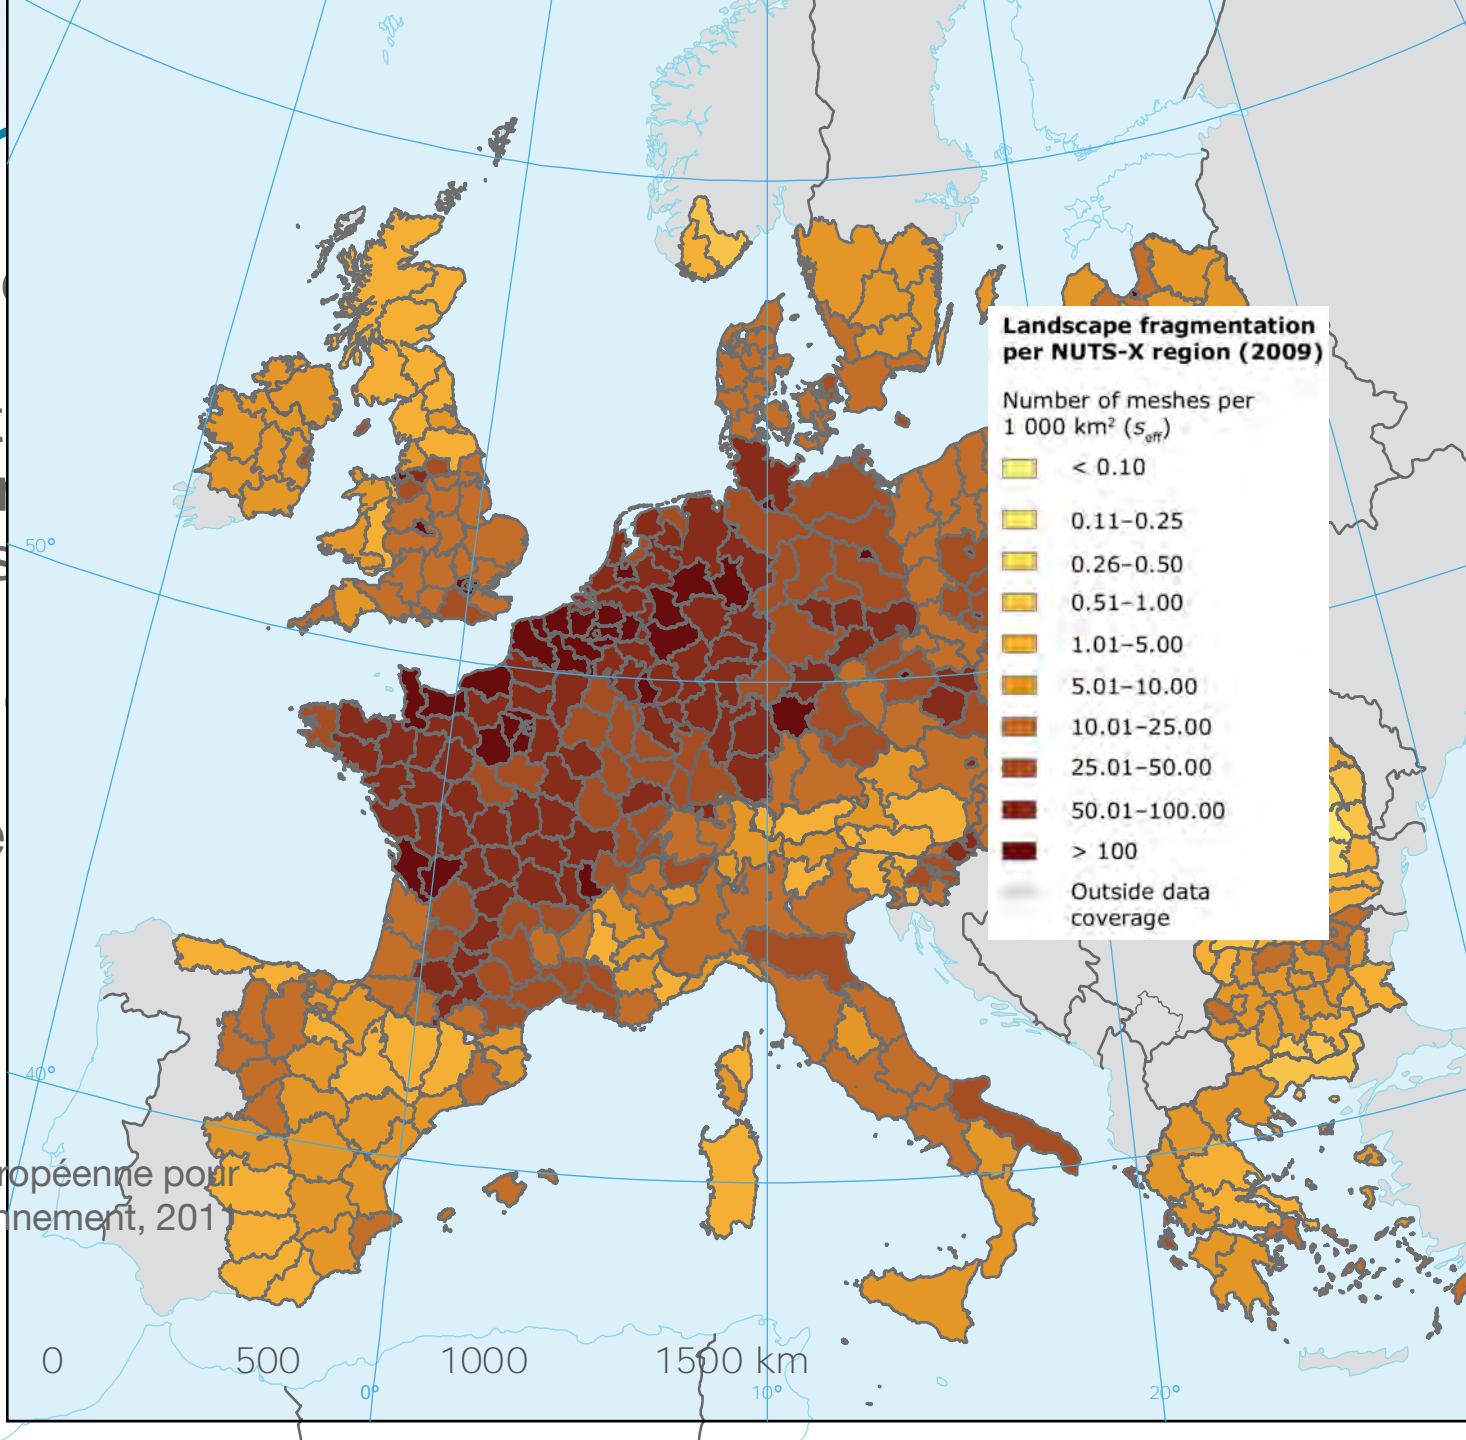 Landscape fragmentation
per NUTS-X region (2009)
Number of meshes per
1 000 km² (seff)
< 0.10
0.11–0.25
0.26–0.50
0.51–1.00
1.01–5.00
5.01–10.00
10.01–25.00
25.01–50.00
50.01–100.00
> 100
Outside data
coverage
50°
40°
ropéenne pour
nnement, 201
0 500 1000 1500 km
0° 10° 20°